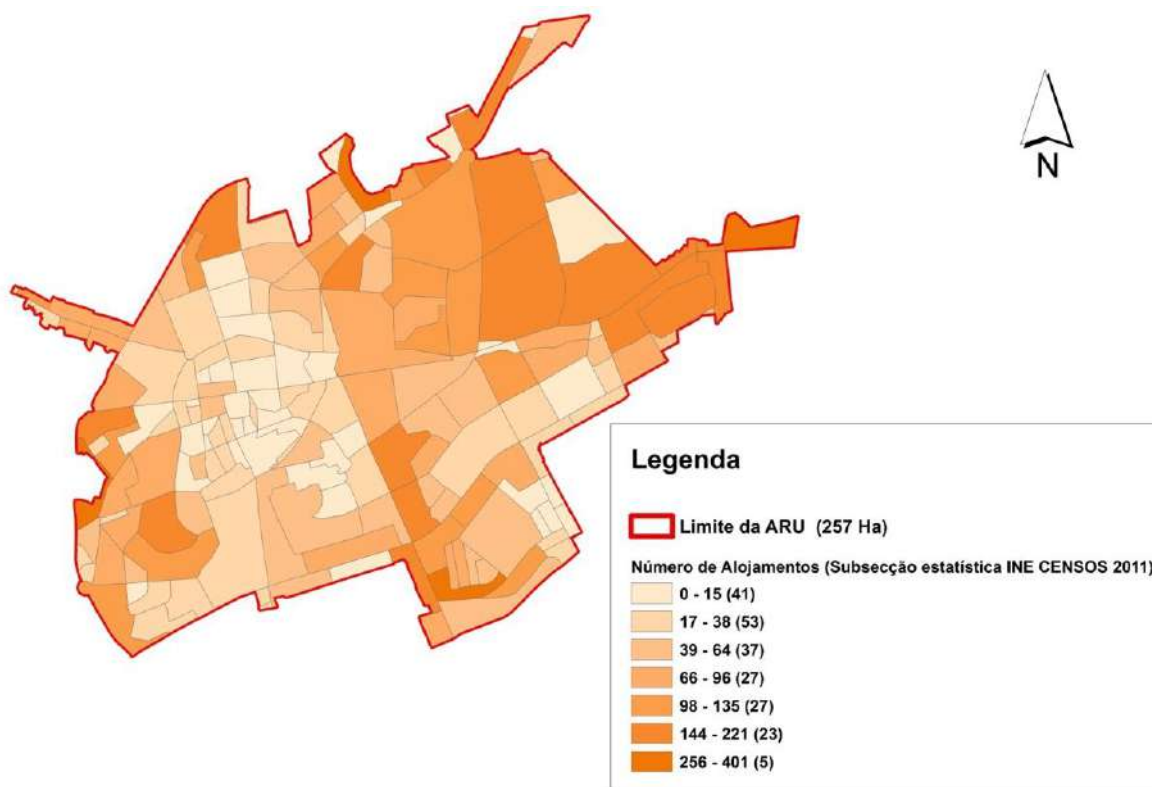 N
Legenda
Limite da ARU (257 Ha)
Número de Alojamentos (Subsecção estatística INE CENSOS 2011)
0 - 15 (41)
17 - 38 (53)
39 - 64 (37)
66 - 96 (27)
98 - 135 (27)
144 - 221 (23)
256 - 401 (5)